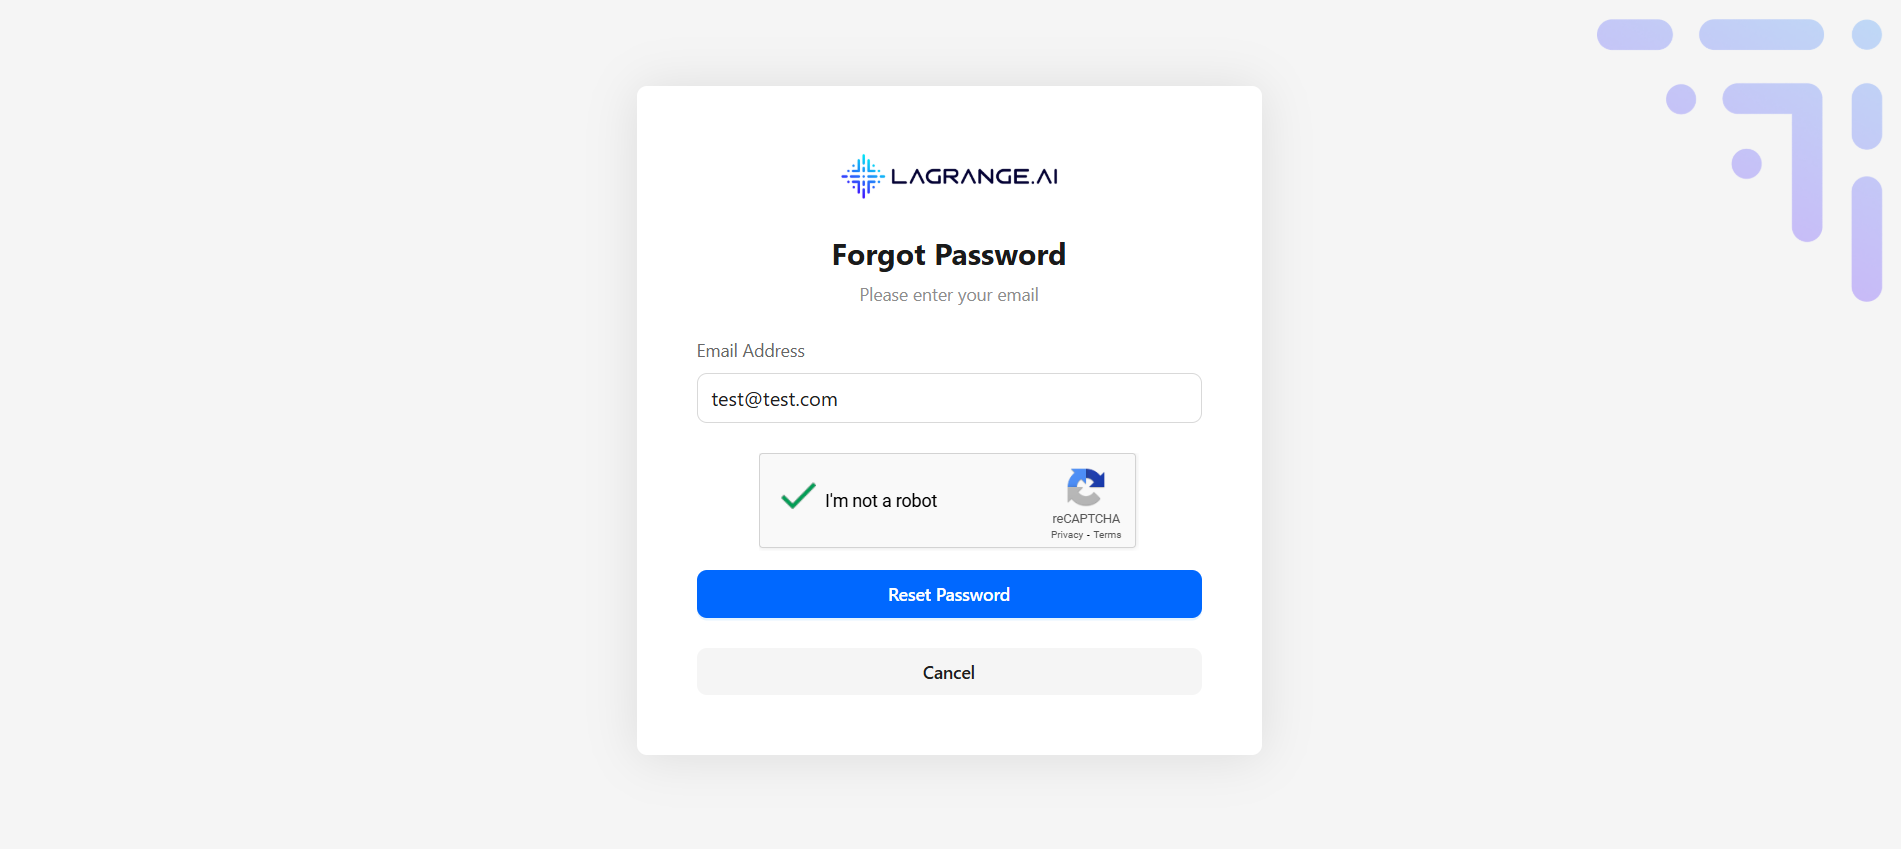 LAGRANGE.AI
Forgot Password
Please enter your email
Email Address
test@test.com
I'm not a robot
reCAPTCHA
Privacy - Terms
Reset Password
Cancel